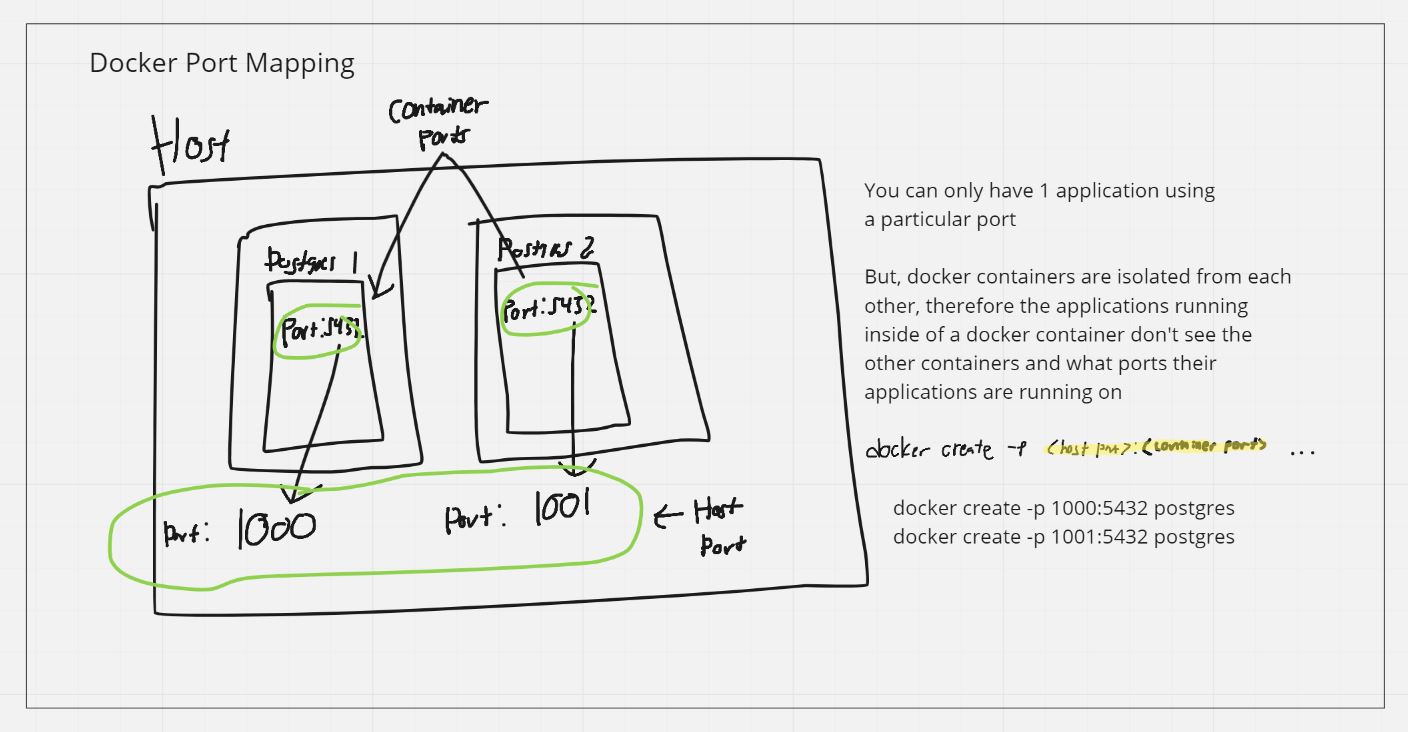 Docker Port Mapping
Container
Ports
Host
Postgres 1
Port:5432
Postgres 2
Port:5432
Port: 1000
Port: 1001
← Host
Port
You can only have 1 application using
a particular port
But, docker containers are isolated from each
other, therefore the applications running
inside of a docker container don't see the
other containers and what ports their
applications are running on
docker create -p <host port>:<container port> ...
docker create -p 1000:5432 postgres
docker create -p 1001:5432 postgres